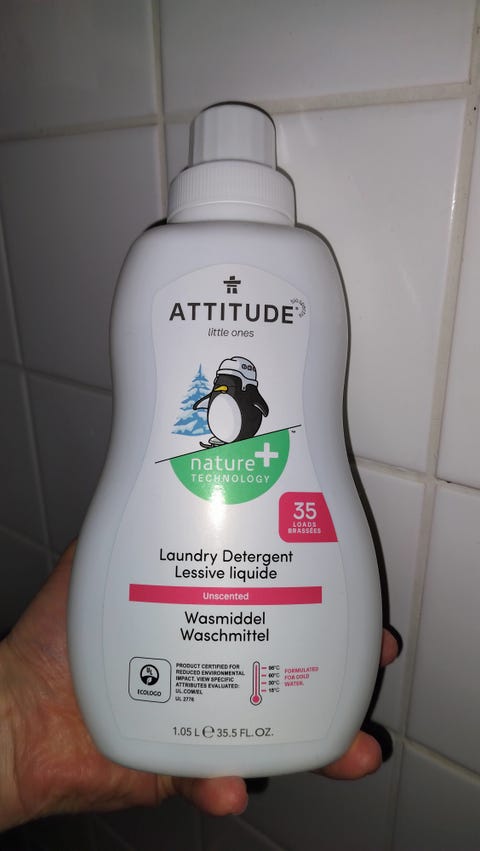 ATTITUDE
little ones
nature+
TECHNOLOGY
™
35
LOADS
BRASSÉES
Laundry Detergent
Lessive liquide
Unscented
Wasmiddel
Waschmittel
UL
ECOLOGO
PRODUCT CERTIFIED FOR
REDUCED ENVIRONMENTAL
IMPACT. VIEW SPECIFIC
ATTRIBUTES EVALUATED:
UL.COM/EL
UL 2776
60°C
30°C
15°C
FORMULATED
FOR COLD
WATER.
1.05 L ℮ 35.5 FL.OZ.